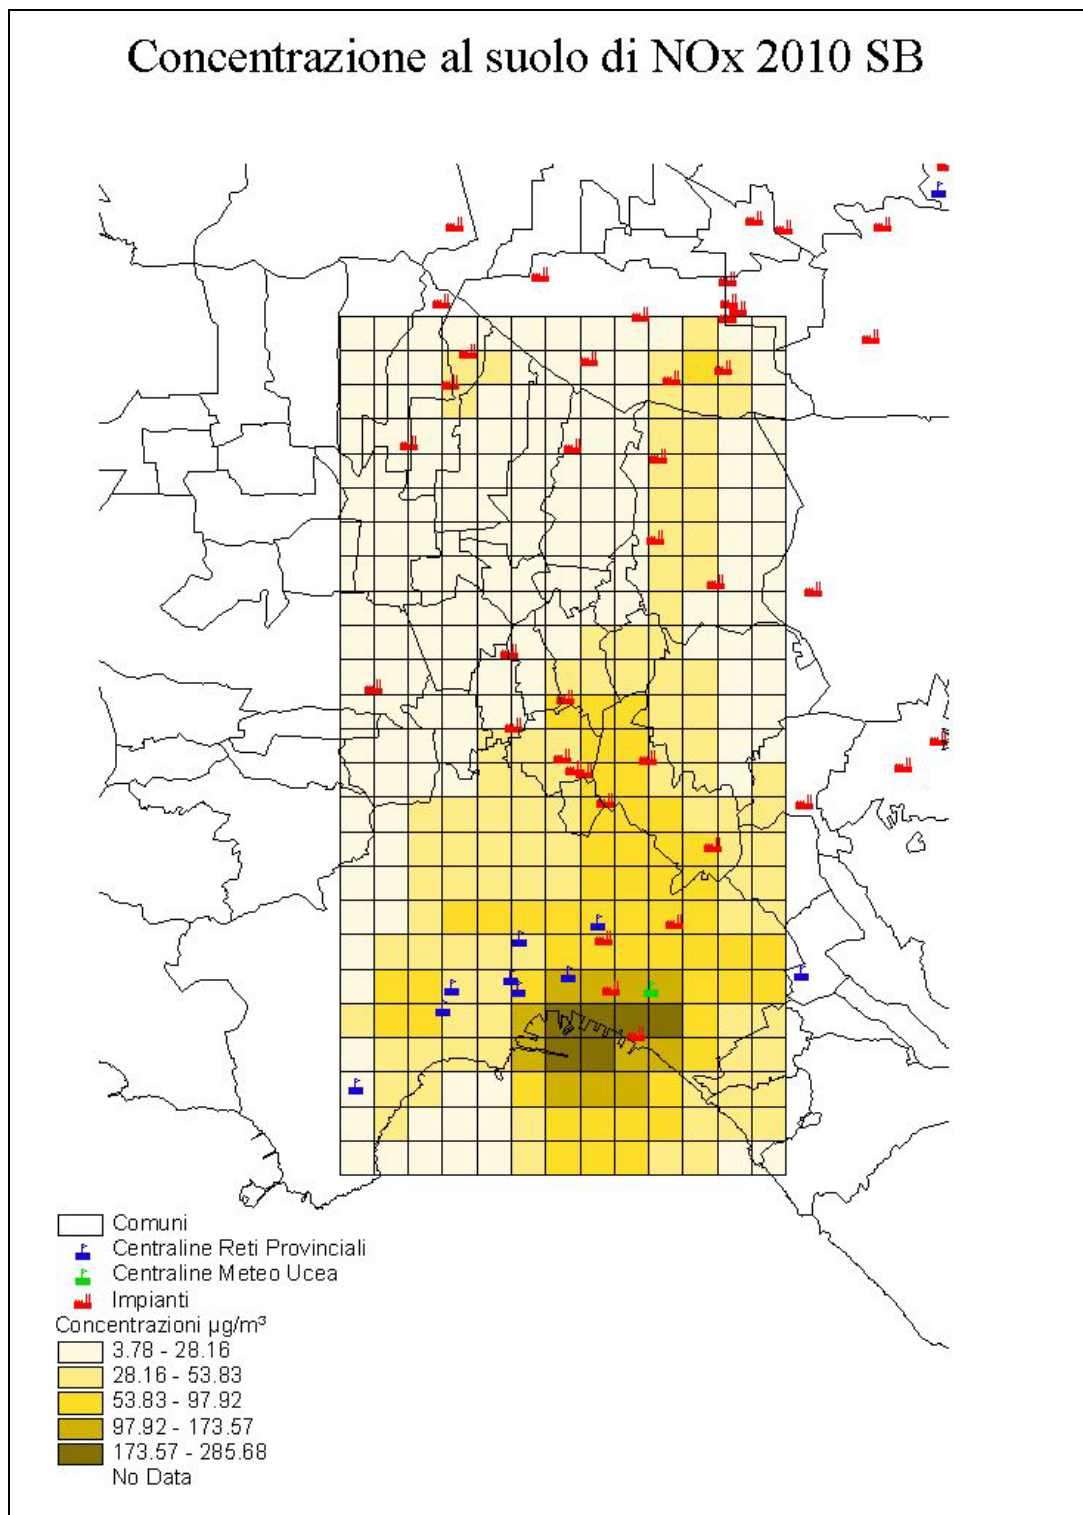 Concentrazione al suolo di NOx 2010 SB
Comuni
Centraline Reti Provinciali
Centraline Meteo Ucea
Impianti
Concentrazioni µg/m³
3.78 - 28.16
28.16 - 53.83
53.83 - 97.92
97.92 - 173.57
173.57 - 285.68
No Data